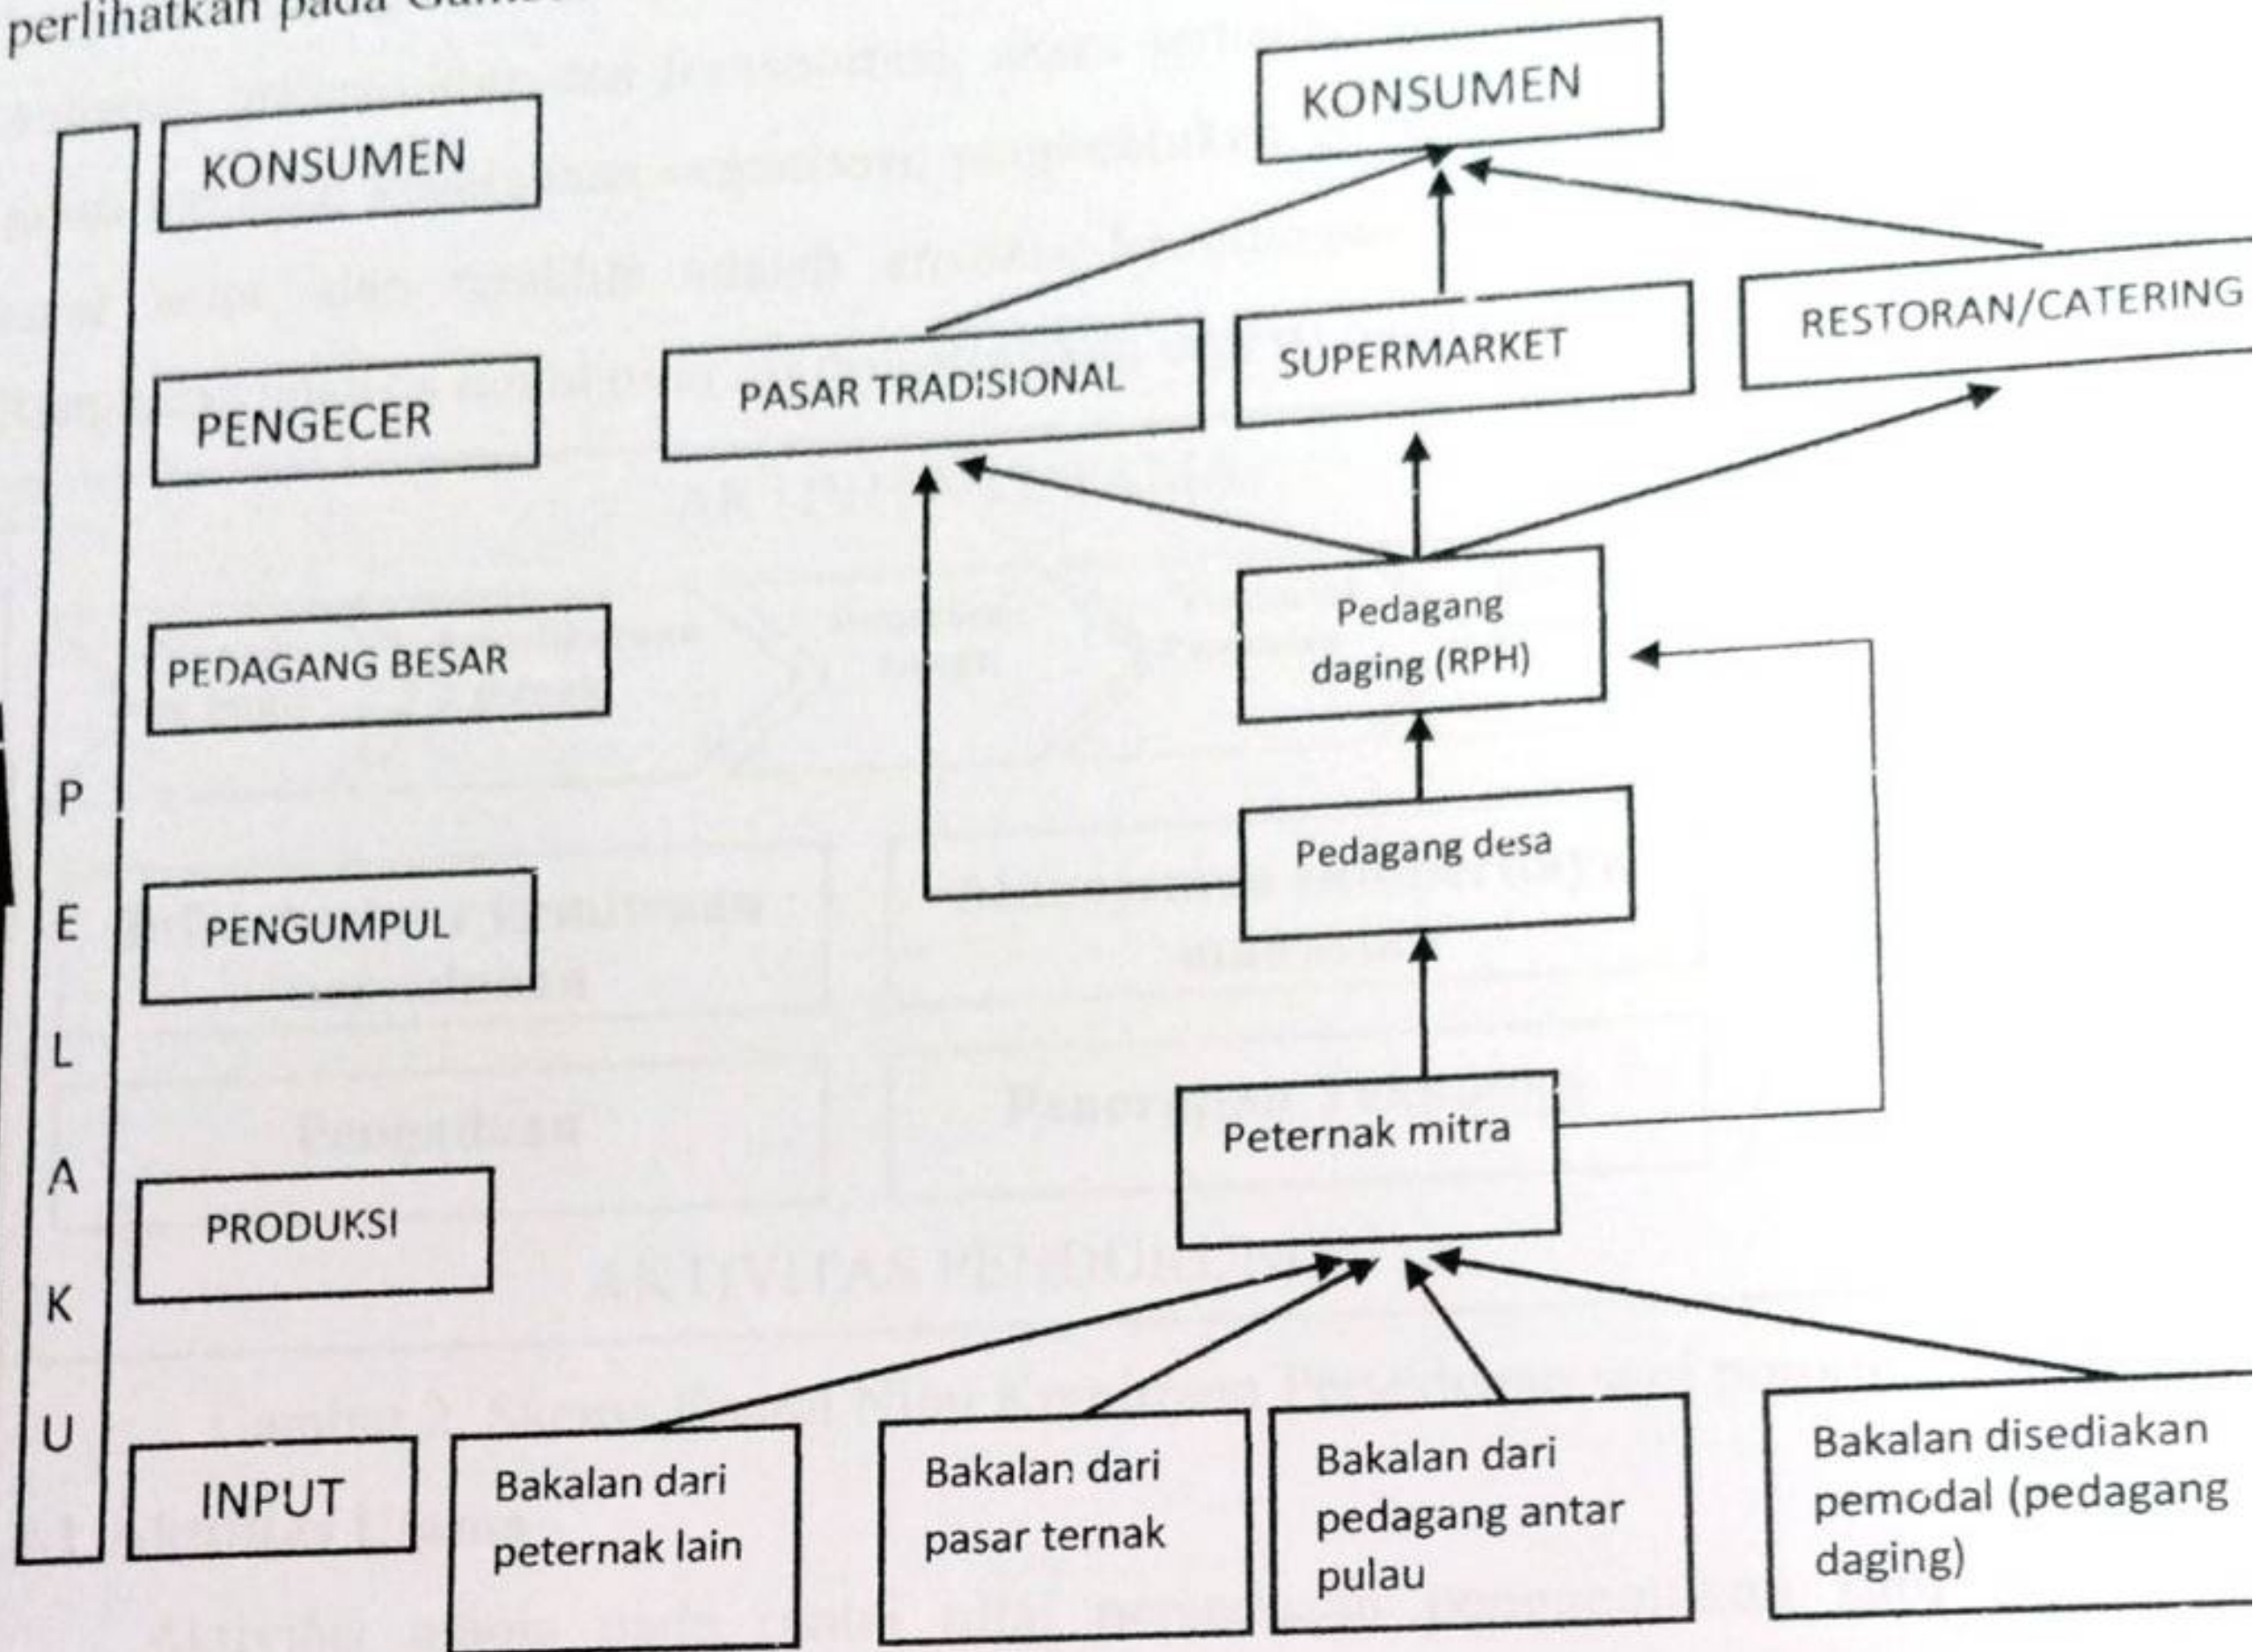 perlihatkan pada
KONSUMEN
KONSUMEN
PENGECER
PASAR TRADISIONAL
SUPERMARKET
RESTORAN/CATERING
PEDAGANG BESAR
Pedagang
daging (RPH)
PENGUMPUL
Pedagang desa
PRODUKSI
Peternak mitra
P
E
L
A
K
U
INPUT
Bakalan dari
peternak lain
Bakalan dari
pasar ternak
Bakalan dari
pedagang antar
pulau
Bakalan disediakan
pemodal (pedagang
daging)